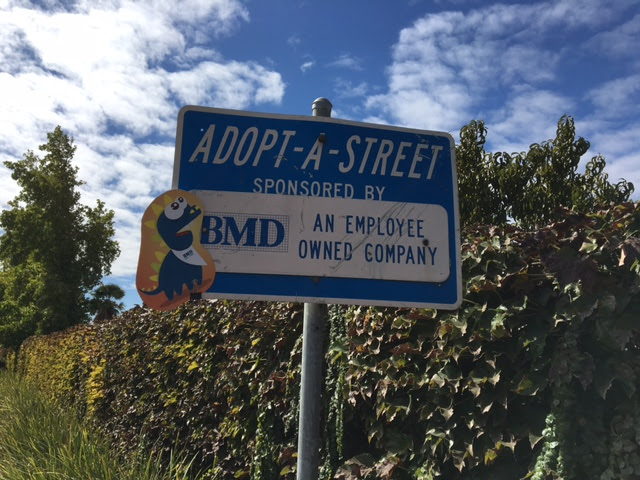 ADOPT-A-STREET
SPONSORED BY
BMD
AN EMPLOYEE
OWNED COMPANY